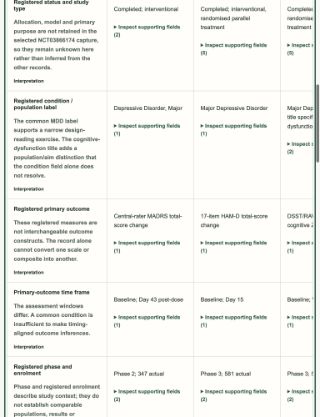 Registered status and study type
Completed; interventional
Completed; interventional, randomised parallel treatment
Allocation, model and primary purpose are not retained in the selected NCT03866174 capture, so they remain unknown here rather than inferred from the other records.
▸ Inspect supporting fields (2)
▸ Inspect supporting fields (5)
Interpretation
Registered condition / population label
Depressive Disorder, Major
Major Depressive Disorder
The common MDD label supports a narrow design-reading exercise. The cognitive-dysfunction title adds a population/aim distinction that the condition field alone does not resolve.
▸ Inspect supporting fields (1)
▸ Inspect supporting fields (1)
(2)
Interpretation
Registered primary outcome
Central-rater MADRS total-score change
17-item HAM-D total-score change
These registered measures are not interchangeable outcome constructs. The record alone cannot convert one scale or composite into another.
▸ Inspect supporting fields (1)
▸ Inspect supporting fields (1)
(1)
Interpretation
Primary-outcome time frame
Baseline; Day 43 post-dose
Baseline; Day 15
Baseline;
The assessment windows differ. A common condition is insufficient to make timing-aligned outcome inferences.
▸ Inspect supporting fields (1)
▸ Inspect supporting fields (1)
(1)
Interpretation
Registered phase and enrolment
Phase 2; 347 actual
Phase 3; 581 actual
Phase 3;
Phase and registered enrolment describe study context; they do not establish comparable populations, results or
▸ Inspect supporting fields (2)
▸ Inspect supporting fields (2)
(2)